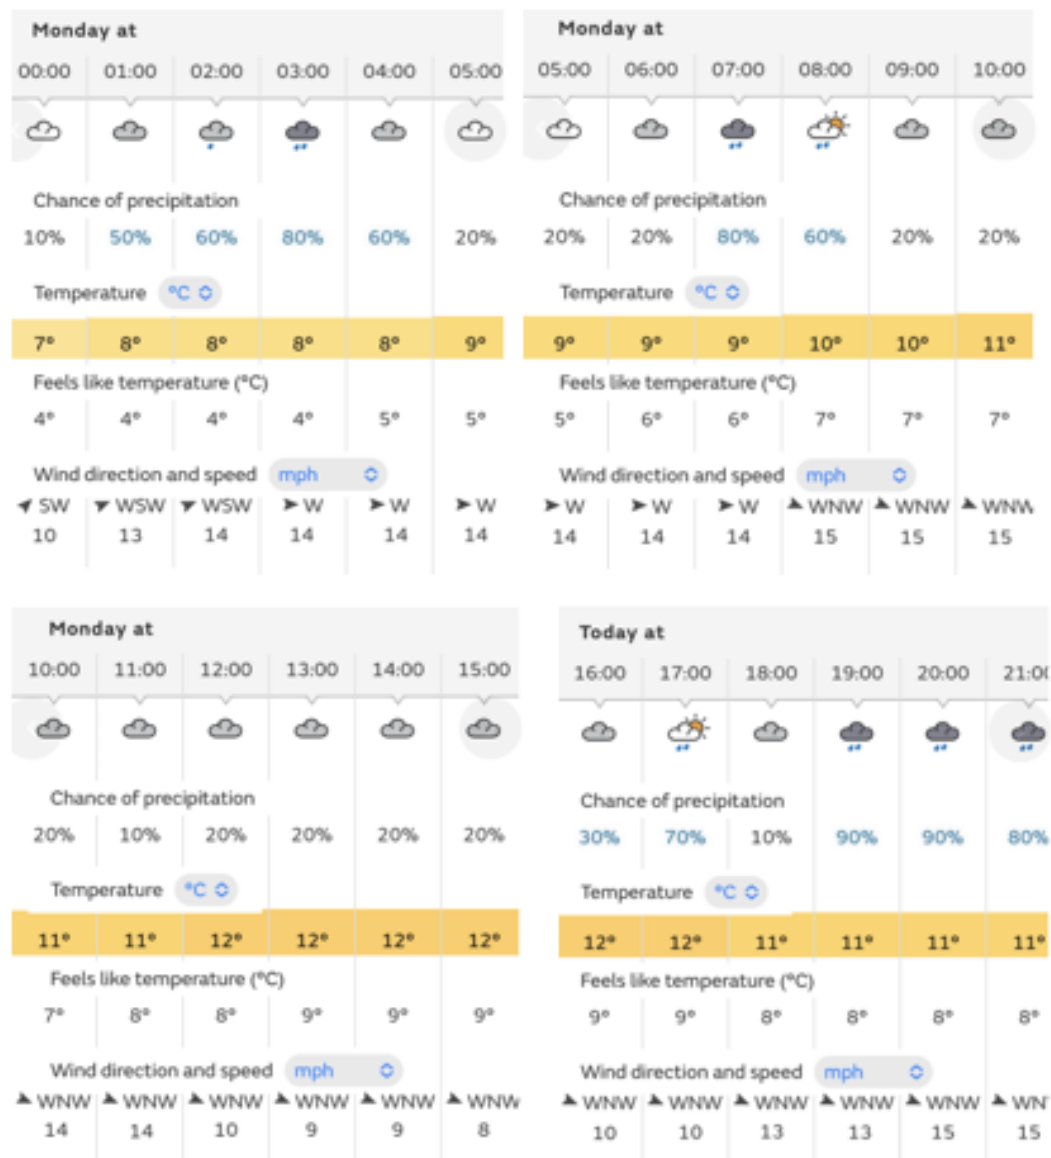 Monday at
00:00 01:00 02:00 03:00 04:00 05:00
Chance of precipitation
10% 50% 60% 80% 60% 20%
Temperature °C
7° 8° 8° 8° 8° 9°
Feels like temperature (°C)
4° 4° 4° 4° 5° 5°
Wind direction and speed mph
SW WSW WSW W W W
10 13 14 14 14 14
Monday at
05:00 06:00 07:00 08:00 09:00 10:00
Chance of precipitation
20% 20% 80% 60% 20% 20%
Temperature °C
9° 9° 9° 10° 10° 11°
Feels like temperature (°C)
5° 6° 6° 7° 7° 7°
Wind direction and speed mph
W W W WNW WNW WNW
14 14 14 15 15 15
Monday at
10:00 11:00 12:00 13:00 14:00 15:00
Chance of precipitation
20% 10% 20% 20% 20% 20%
Temperature °C
11° 11° 12° 12° 12° 12°
Feels like temperature (°C)
7° 8° 8° 9° 9° 9°
Wind direction and speed mph
WNW WNW WNW WNW WNW WNW
14 14 10 9 9 8
Today at
16:00 17:00 18:00 19:00 20:00 21:0
Chance of precipitation
30% 70% 10% 90% 90% 80%
Temperature °C
12° 12° 11° 11° 11° 11°
Feels like temperature (°C)
9° 9° 8° 8° 8° 8°
Wind direction and speed mph
WNW WNW WNW WNW WNW WN
10 10 13 13 15 15